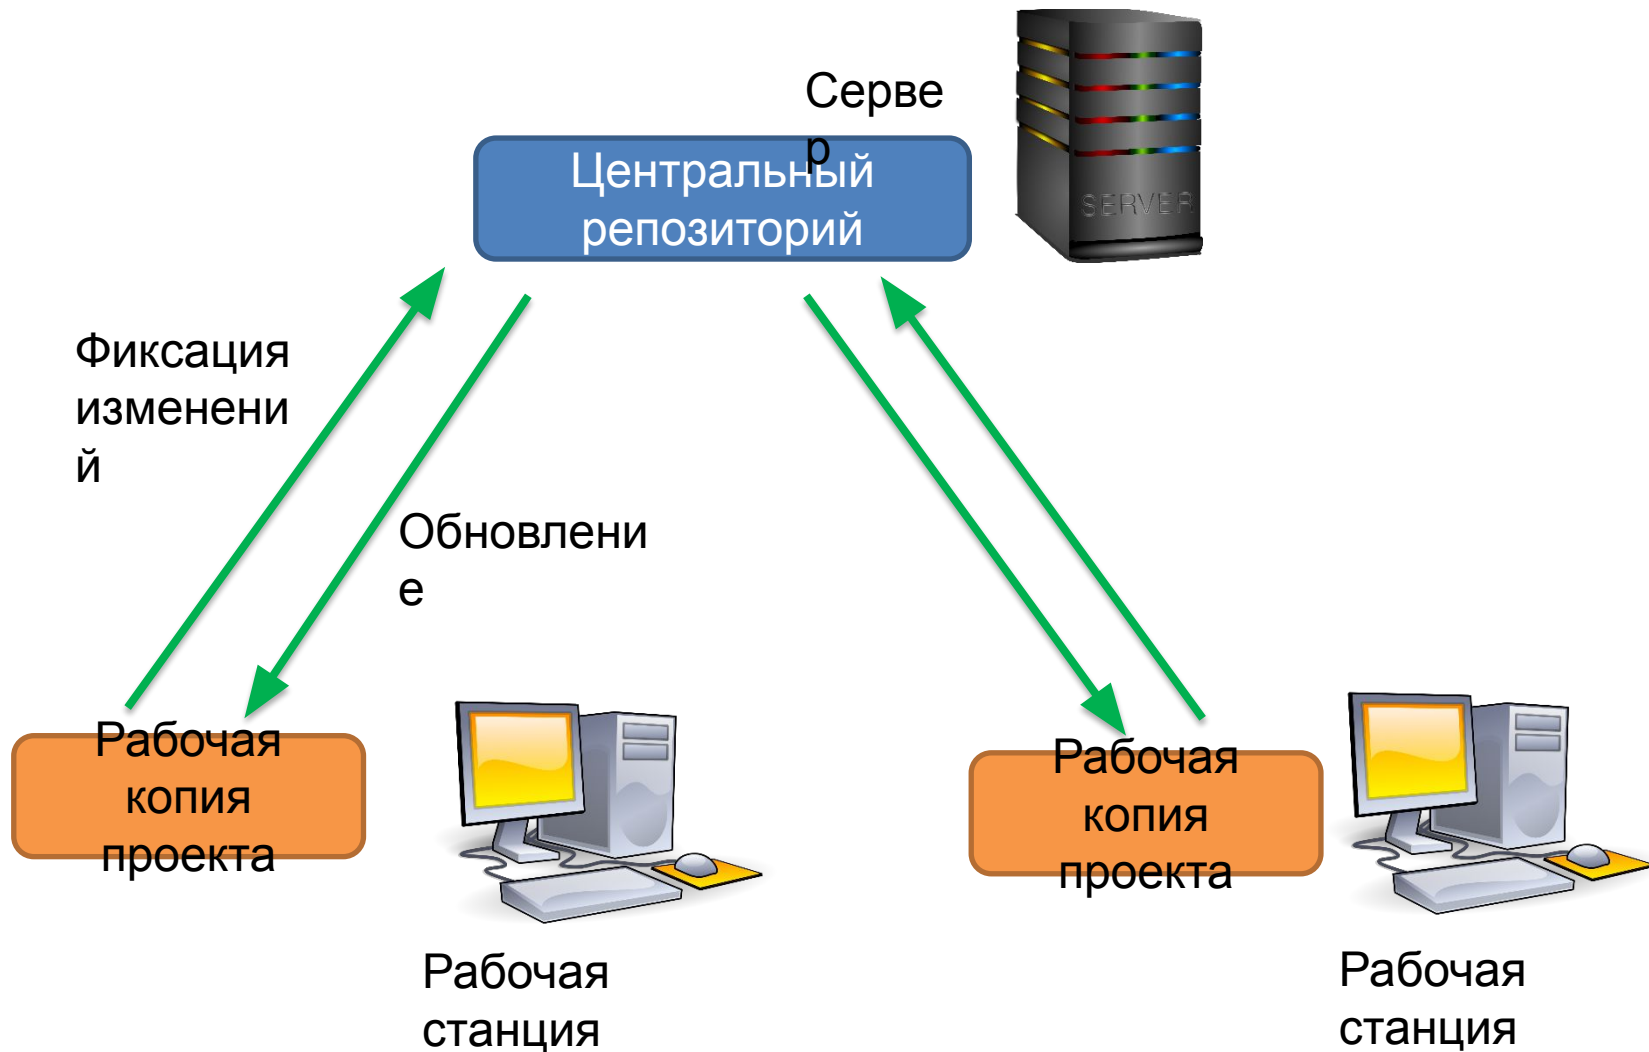 Серве
р
Центральный
репозиторий
SERVER
Фиксация
изменени
й
Обновлени
е
Рабочая
копия
проекта
Рабочая
копия
проекта
Рабочая
станция
Рабочая
станция